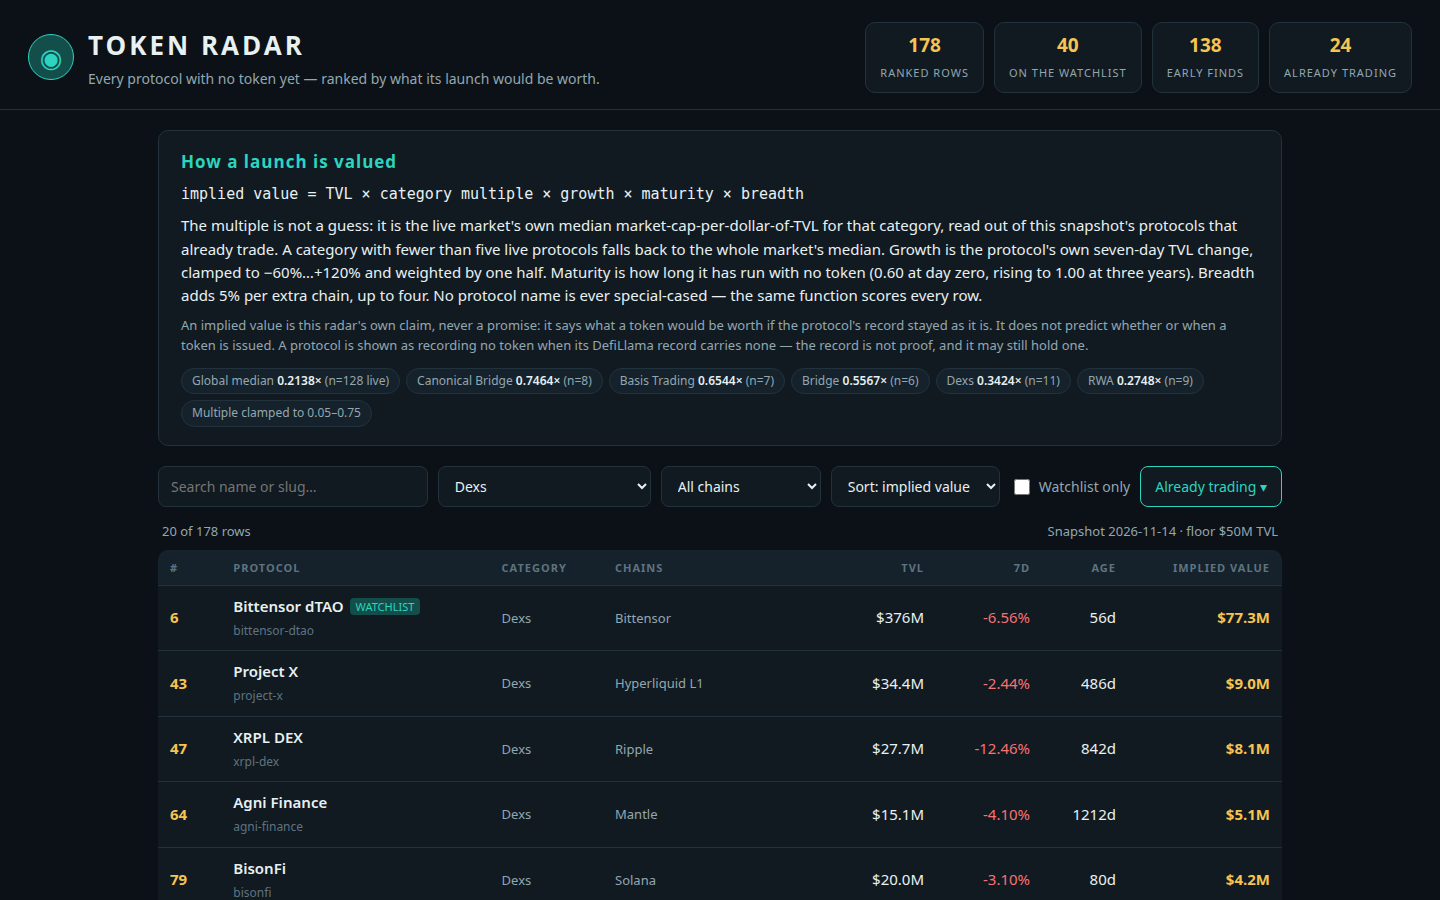 TOKEN RADAR
Every protocol with no token yet — ranked by what its launch would be worth.
178
RANKED ROWS
40
ON THE WATCHLIST
138
EARLY FINDS
24
ALREADY TRADING
How a launch is valued
implied value = TVL × category multiple × growth × maturity × breadth
The multiple is not a guess: it is the live market's own median market-cap-per-dollar-of-TVL for that category, read out of this snapshot's protocols that
already trade. A category with fewer than five live protocols falls back to the whole market's median. Growth is the protocol's own seven-day TVL change,
clamped to −60%…+120% and weighted by one half. Maturity is how long it has run with no token (0.60 at day zero, rising to 1.00 at three years). Breadth
adds 5% per extra chain, up to four. No protocol name is ever special-cased — the same function scores every row.
An implied value is this radar's own claim, never a promise: it says what a token would be worth if the protocol's record stayed as it is. It does not predict whether or when a
token is issued. A protocol is shown as recording no token when its DefiLlama record carries none — the record is not proof, and it may still hold one.
Global median 0.2138× (n=128 live) Canonical Bridge 0.7464× (n=8) Basis Trading 0.6544× (n=7) Bridge 0.5567× (n=6) Dexs 0.3424× (n=11) RWA 0.2748× (n=9)
Multiple clamped to 0.05–0.75
Search name or slug… Dexs All chains Sort: implied value Watchlist only Already trading ▾
20 of 178 rows Snapshot 2026-11-14 · floor $50M TVL
# PROTOCOL CATEGORY CHAINS TVL 7D AGE IMPLIED VALUE
6 Bittensor dTAO WATCHLIST Dexs Bittensor $376M -6.56% 56d $77.3M
bittensor-dtao
43 Project X Dexs Hyperliquid L1 $34.4M -2.44% 486d $9.0M
project-x
47 XRPL DEX Dexs Ripple $27.7M -12.46% 842d $8.1M
xrpl-dex
64 Agni Finance Dexs Mantle $15.1M -4.10% 1212d $5.1M
agni-finance
79 BisonFi Dexs Solana $20.0M -3.10% 80d $4.2M
bisonfi